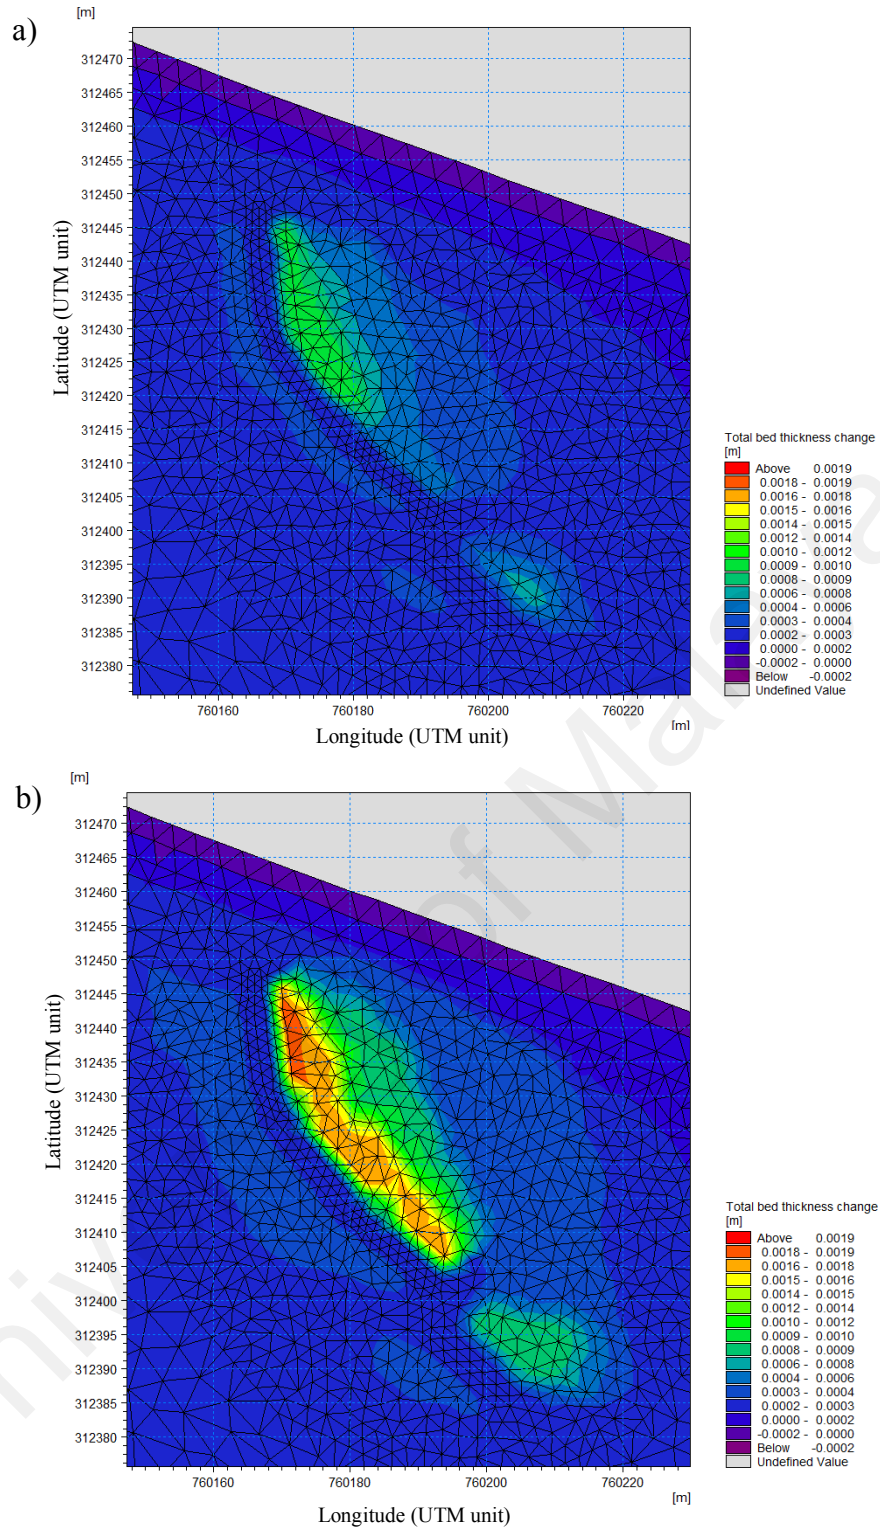 a)
[m]
312470
312465
312460
312455
312450
312445
312440
312435
312430
312425
312420
312415
312410
312405
312400
312395
312390
312385
312380
Latitude (UTM unit)
760160 760180 760200 760220
[m]
Longitude (UTM unit)
Total bed thickness change
[m]
Above 0.0019
0.0018 - 0.0019
0.0016 - 0.0018
0.0015 - 0.0016
0.0014 - 0.0015
0.0012 - 0.0014
0.0010 - 0.0012
0.0009 - 0.0010
0.0008 - 0.0009
0.0006 - 0.0008
0.0004 - 0.0006
0.0003 - 0.0004
0.0002 - 0.0003
0.0000 - 0.0002
-0.0002 - 0.0000
Below -0.0002
Undefined Value
b)
[m]
312470
312465
312460
312455
312450
312445
312440
312435
312430
312425
312420
312415
312410
312405
312400
312395
312390
312385
312380
Latitude (UTM unit)
760160 760180 760200 760220
[m]
Longitude (UTM unit)
Total bed thickness change
[m]
Above 0.0019
0.0018 - 0.0019
0.0016 - 0.0018
0.0015 - 0.0016
0.0014 - 0.0015
0.0012 - 0.0014
0.0010 - 0.0012
0.0009 - 0.0010
0.0008 - 0.0009
0.0006 - 0.0008
0.0004 - 0.0006
0.0003 - 0.0004
0.0002 - 0.0003
0.0000 - 0.0002
-0.0002 - 0.0000
Below -0.0002
Undefined Value
of